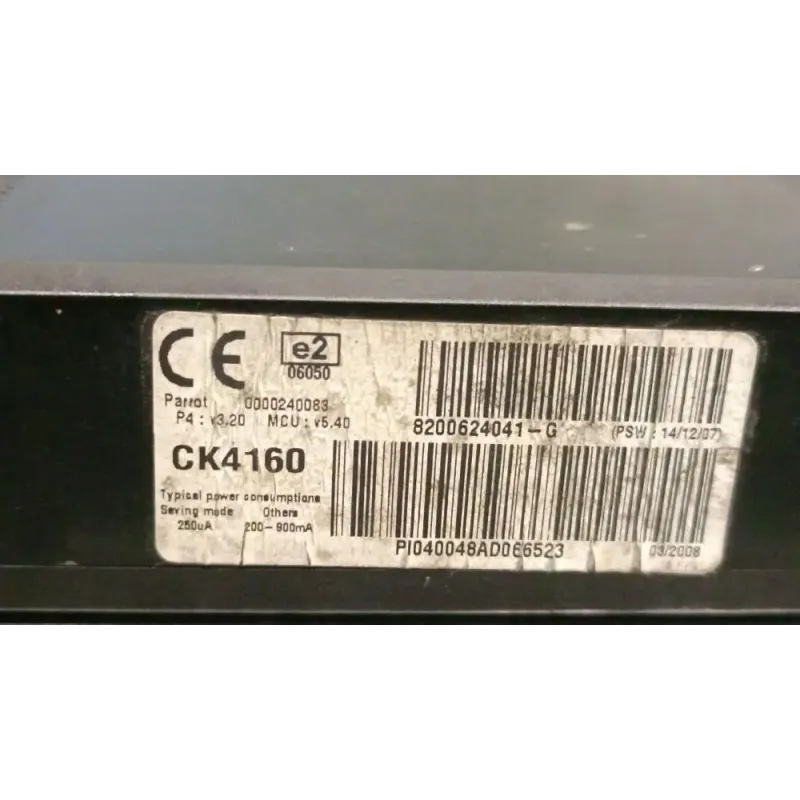 CE
e2
06050
Parrot 0000240083
P4 : v3.20 MCU : v5.40
8200624041-G (PSW : 14/12/07)
CK4160
Typical power consumptions
Saving mode Others
250uA 200-900mA
PI040048AD066523 03/2008